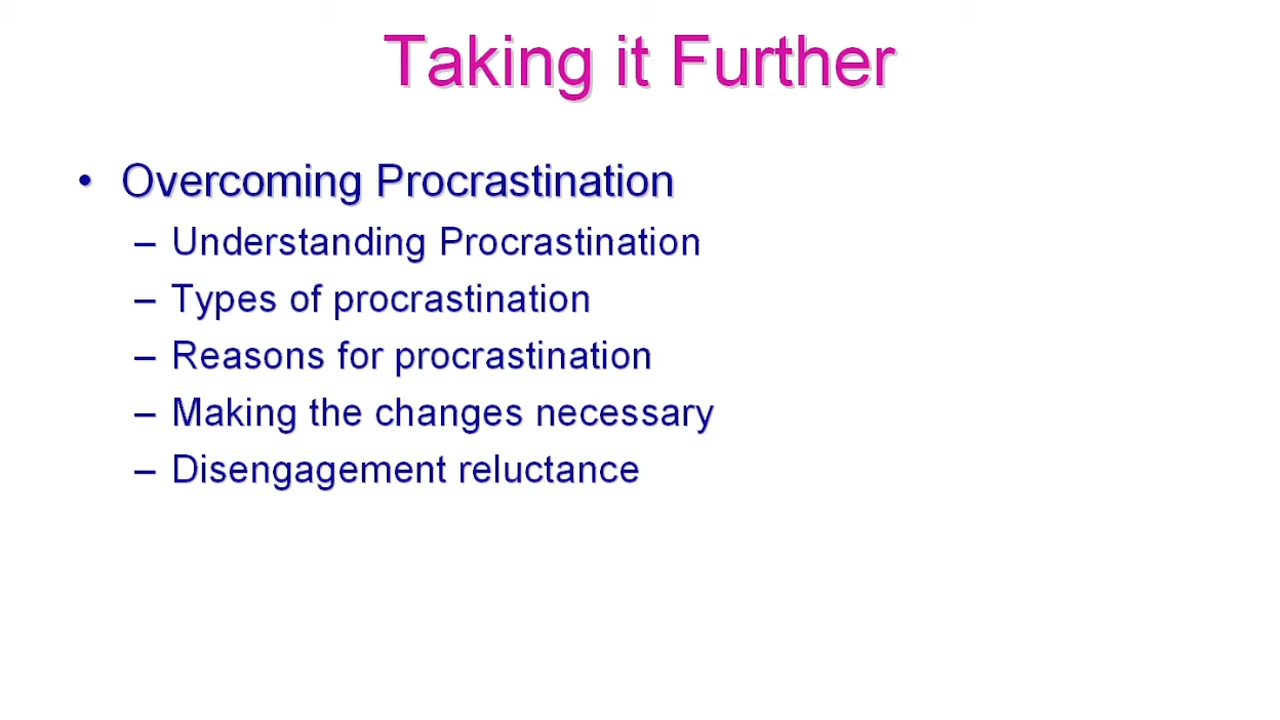 Taking it Further
• Overcoming Procrastination
– Understanding Procrastination
– Types of procrastination
– Reasons for procrastination
– Making the changes necessary
– Disengagement reluctance